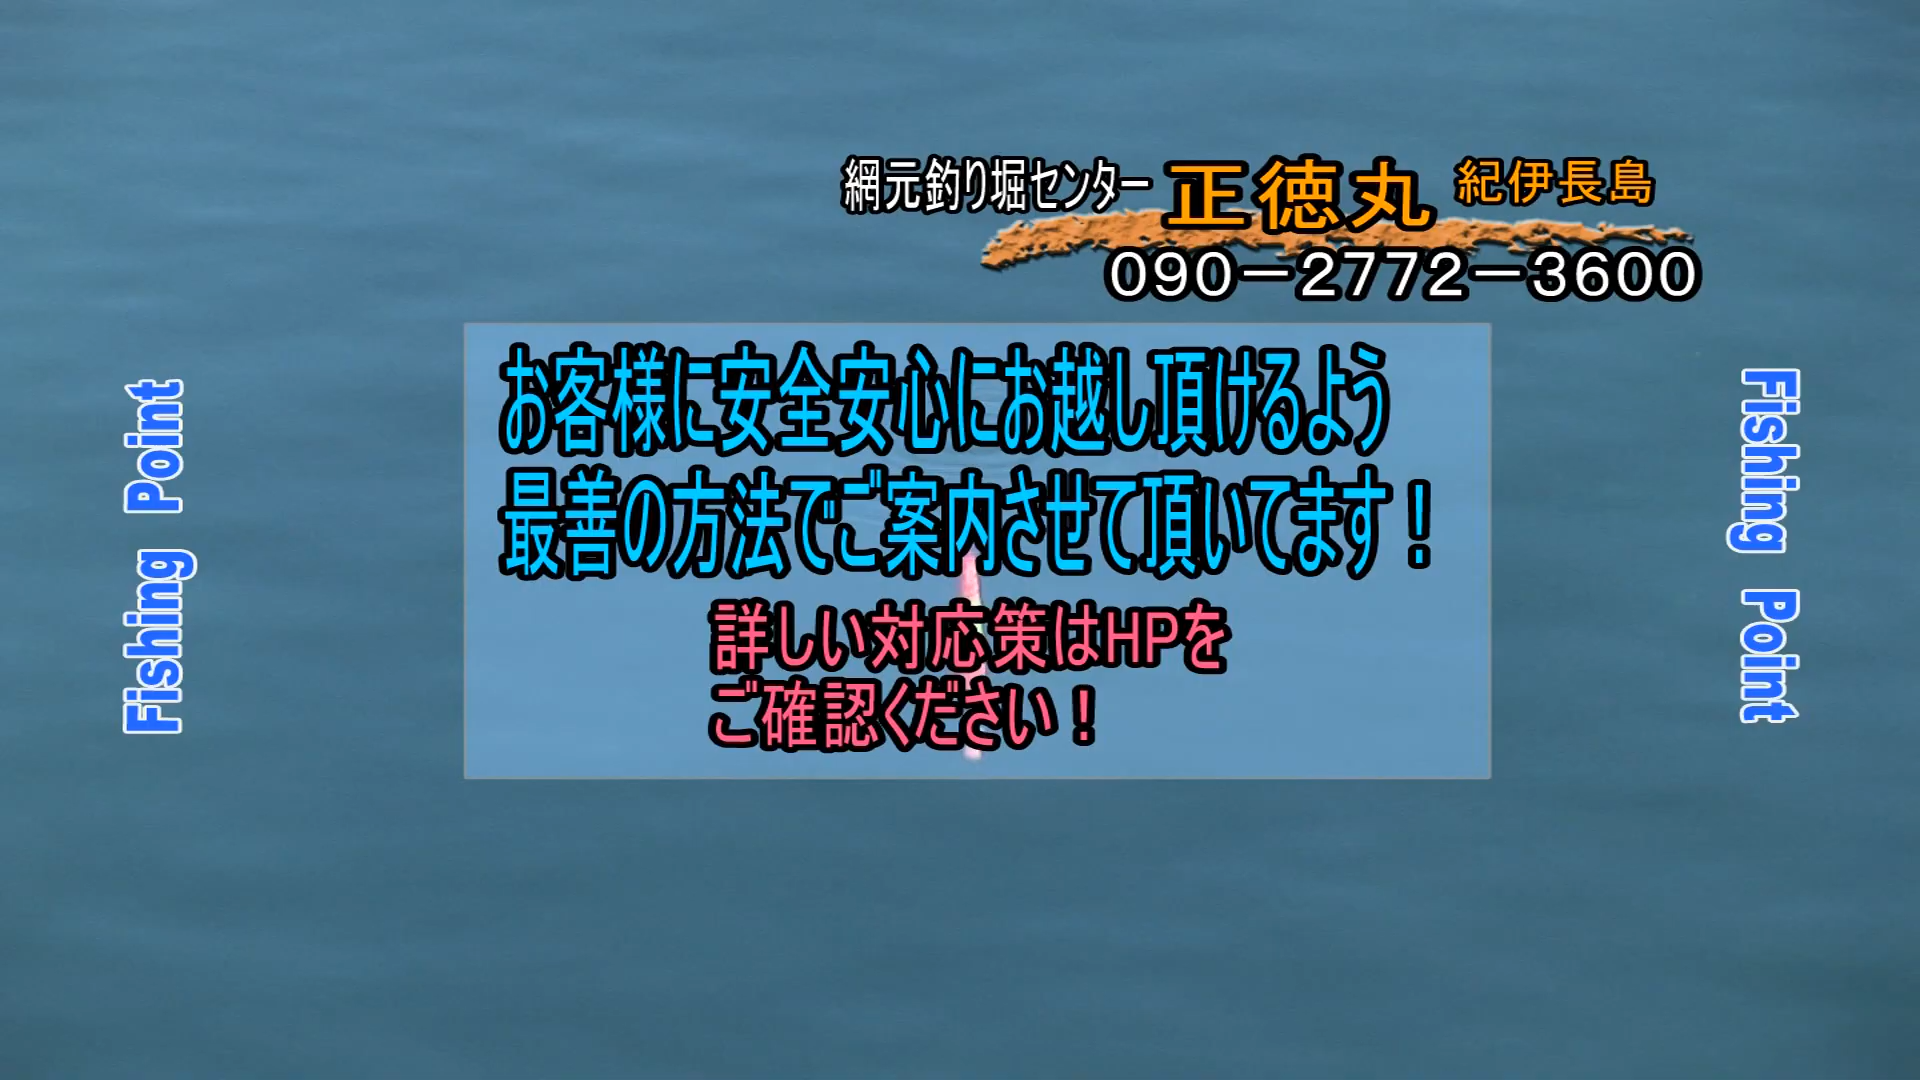 網元釣り堀センター 正徳丸 紀伊長島
090－2772－3600
お客様に安全安心にお越し頂けるよう
最善の方法でご案内させて頂いてます！
詳しい対応策はHPを
ご確認ください！
Fishing Point
Fishing Point